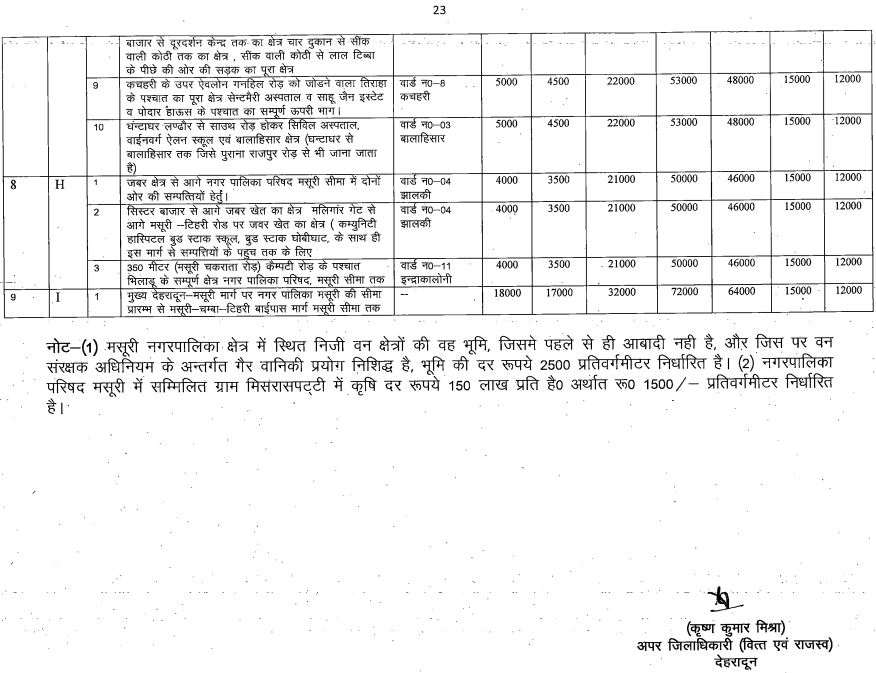 23
बाजार से दूरदर्शन केन्द्र तक का क्षेत्र चार दुकान से सींक
वाली कोठी तक का क्षेत्र , सींक वाली कोठी से लाल टिब्बा
के पीछे की ओर की सड़क का पूरा क्षेत्र
9 कचहरी के उपर ऐवलोन गनहिल रोड़ को जोडने वाला तिराहा वार्ड न0–8 5000 4500 22000 53000 48000 15000 12000
के पश्चात का पूरा क्षेत्र सेन्टमैरी अस्पताल व साहू जैन इस्टेट कचहरी
व पोदार हाऊस के पश्चात का सम्पूर्ण ऊपरी भाग।
10 घन्टाघर लण्ढौर से साउथ रोड़ होकर सिविल अस्पताल, वार्ड न0–03 5000 4500 22000 53000 48000 15000 12000
वाईनवर्ग ऐलन स्कूल एवं बालाहिसार क्षेत्र (घन्टाघर से बालाहिसार
बालाहिसार तक जिसे पुराना राजपुर रोड़ से भी जाना जाता
है)
8 H 1 जबर क्षेत्र से आगे नगर पालिका परिषद मसूरी सीमा में दोनों वार्ड न0–04 4000 3500 21000 50000 46000 15000 12000
ओर की सम्पत्तियों हेर्तु। झालकी
2 सिस्टर बाजार से आगे जबर खेत का क्षेत्र मलिगांर गेट से वार्ड न0–04 4000 3500 21000 50000 46000 15000 12000
आगे मसूरी –टिहरी रोड पर जवर खेत का क्षेत्र ( कम्युनिटी झालकी
हास्पिटल बुड स्टाक स्कूल, बुड स्टाक घोबीघाट, के साथ ही
इस मार्ग से सम्पत्तियों के पहुच तक के लिए
3 350 मीटर (मसूरी चकराता रोड़) कैम्पटी रोड़ के पश्चात वार्ड न0–11 4000 3500 21000 50000 46000 15000 12000
मिलाडू के सम्पूर्ण क्षेत्र नगर पालिका परिषद, मसूरी सीमा तक इन्द्राकालोनी
9 I 1 मुख्य देहरादून–मसूरी मार्ग पर नगर पालिका मसूरी की सीमा – 18000 17000 32000 72000 64000 15000 12000
प्रारम्भ से मसूरी–चम्बा–टिहरी बाईपास मार्ग मसूरी सीमा तक
नोट–(1) मसूरी नगरपालिका क्षेत्र में स्थित निजी वन क्षेत्रों की वह भूमि, जिसमे पहले से ही आबादी नही है, और जिस पर वन
संरक्षक अधिनियम के अन्तर्गत गैर वानिकी प्रयोग निशिद्ध है, भूमि की दर रूपये 2500 प्रतिवर्गमीटर निर्धारित है। (2) नगरपालिका
परिषद मसूरी में सम्मिलित ग्राम मिसंरासपट्टी में कृषि दर रूपये 150 लाख प्रति है0 अर्थात रू0 1500/– प्रतिवर्गमीटर निर्धारित
है।
(कृष्ण कुमार मिश्रा)
अपर जिलाधिकारी (वित्त एवं राजस्व)
देहरादून